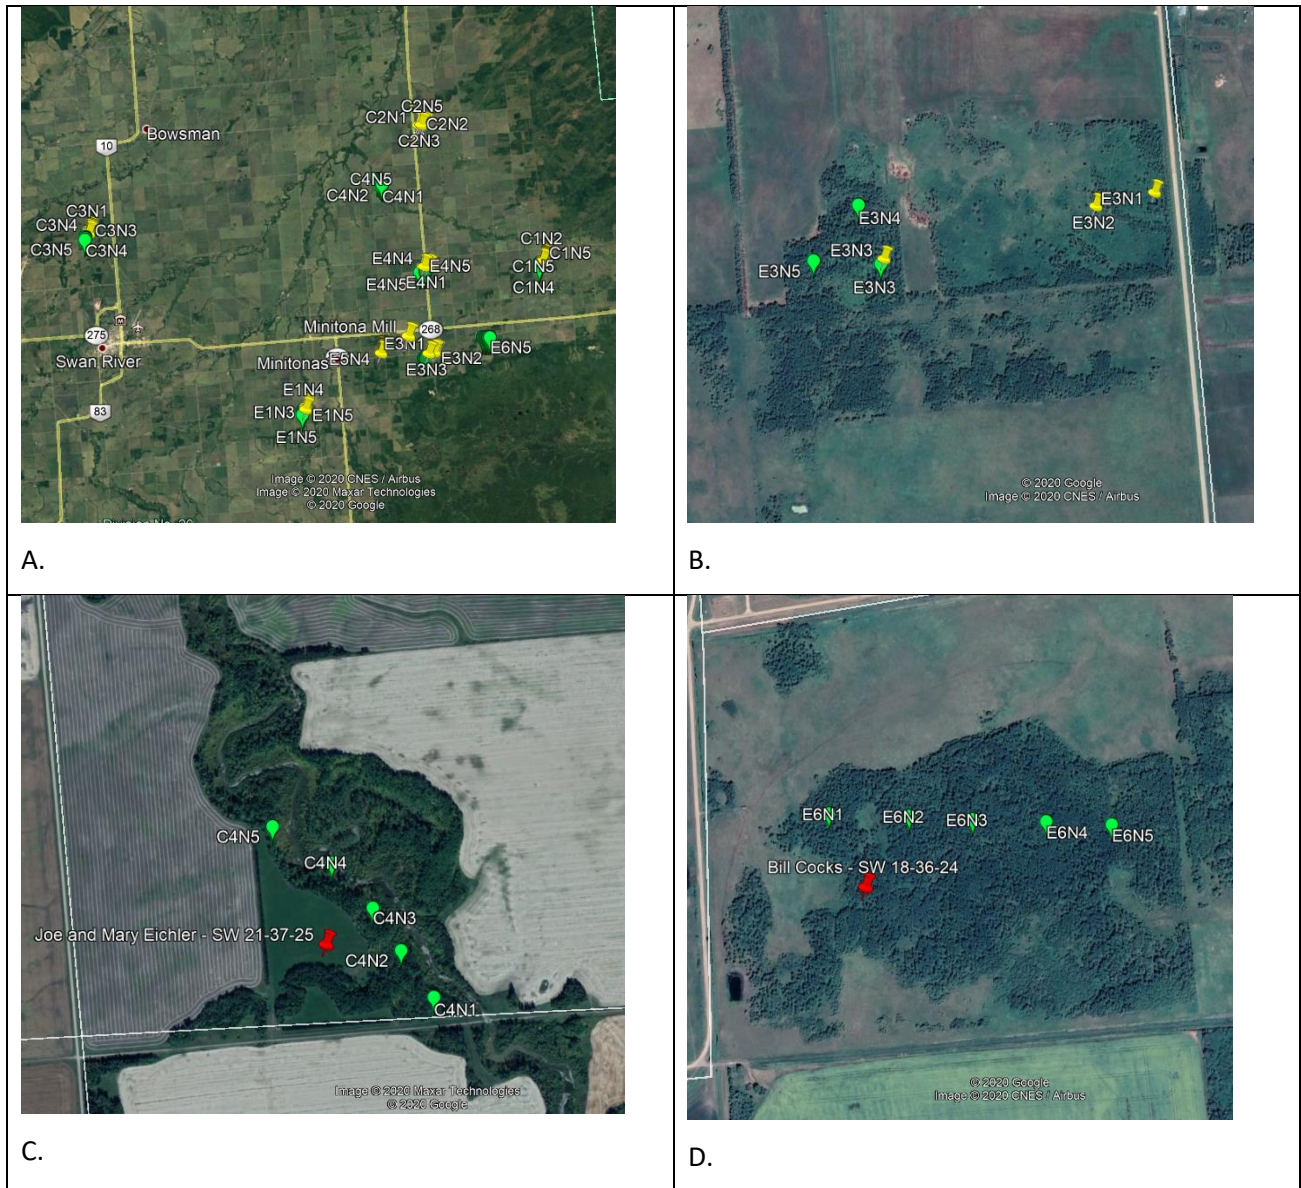 C2N5
C2N1
C2N2
C2N3
Bowsman
10
C4N5
C4N2
C4N1
C3N1
C3N4
C3N3
C3N5
C3N4
C1N2
C1N5
C1N5
C1N4
E4N4
E4N5
E4N5
E4N1
Minitona Mill
268
275
E3N1
E6N5
Swan River
Minitonas
E5N4
E3N2
E3N3
83
E1N4
E1N3
E1N5
E1N5
Image © 2020 CNES / Airbus
Image © 2020 Maxar Technologies
© 2020 Google
A.
E3N1
E3N4
E3N2
E3N3
E3N5
E3N3
© 2020 Google
Image © 2020 CNES / Airbus
B.
C4N5
C4N4
C4N3
Joe and Mary Eichler - SW 21-37-25
C4N2
C4N1
Image © 2020 Maxar Technologies
© 2020 Google
C.
E6N1
E6N2
E6N3
E6N4
E6N5
Bill Cocks - SW 18-36-24
© 2020 Google
Image © 2020 CNES / Airbus
D.